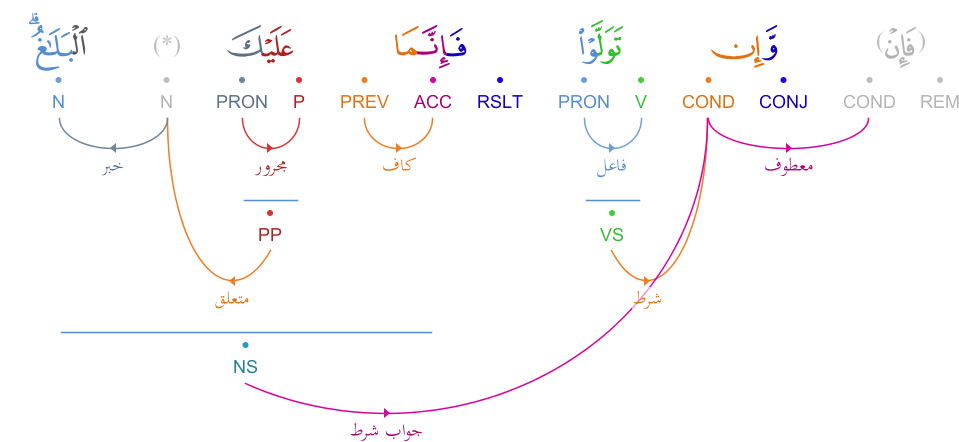 (فَإِنْ) وَّإِن تَوَلَّوْا۟ فَإِنَّمَا عَلَيْكَ (*) ٱلْبَلَـٰغُ ۗ
REM COND CONJ COND V PRON RSLT ACC PREV P PRON N N
معطوف فاعل كاف مجرور خبر
VS PP
شرط متعلق
NS
جواب شرط